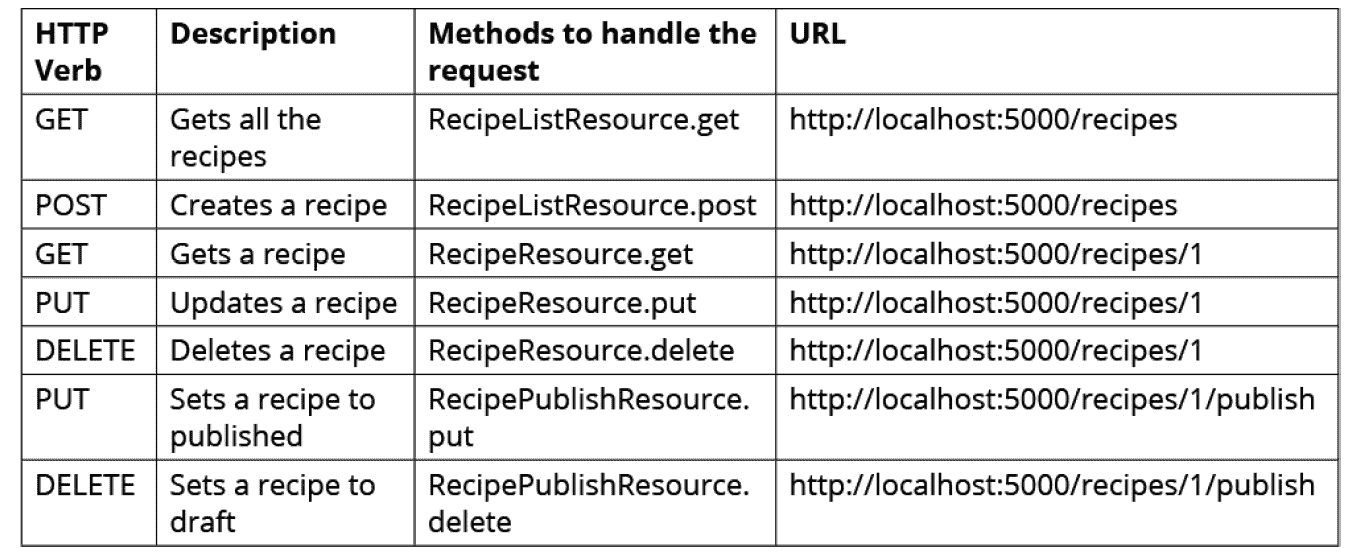 HTTP Verb Description Methods to handle the request URL
GET Gets all the recipes RecipeListResource.get http://localhost:5000/recipes
POST Creates a recipe RecipeListResource.post http://localhost:5000/recipes
GET Gets a recipe RecipeResource.get http://localhost:5000/recipes/1
PUT Updates a recipe RecipeResource.put http://localhost:5000/recipes/1
DELETE Deletes a recipe RecipeResource.delete http://localhost:5000/recipes/1
PUT Sets a recipe to published RecipePublishResource.put http://localhost:5000/recipes/1/publish
DELETE Sets a recipe to draft RecipePublishResource.delete http://localhost:5000/recipes/1/publish